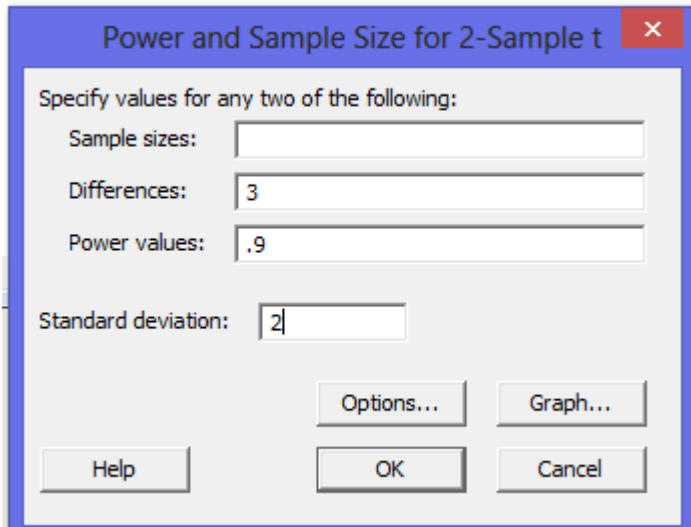 Power and Sample Size for 2-Sample t
Specify values for any two of the following:
Sample sizes:
Differences: 3
Power values: .9
Standard deviation: 2
Options... Graph...
Help OK Cancel